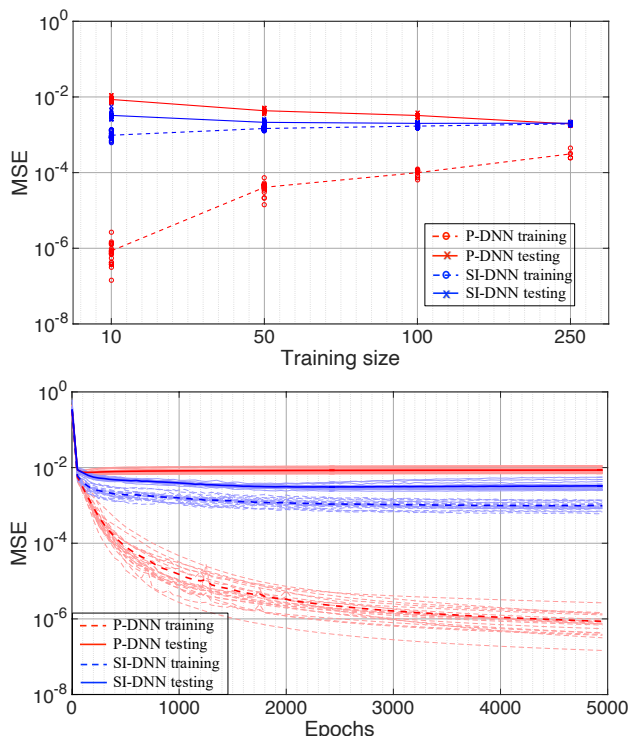 10^0
10^-2
10^-4
10^-6
10^-8
MSE
P-DNN training
P-DNN testing
SI-DNN training
SI-DNN testing
10 50 100 250
Training size
10^0
10^-2
10^-4
10^-6
10^-8
MSE
P-DNN training
P-DNN testing
SI-DNN training
SI-DNN testing
0 1000 2000 3000 4000 5000
Epochs